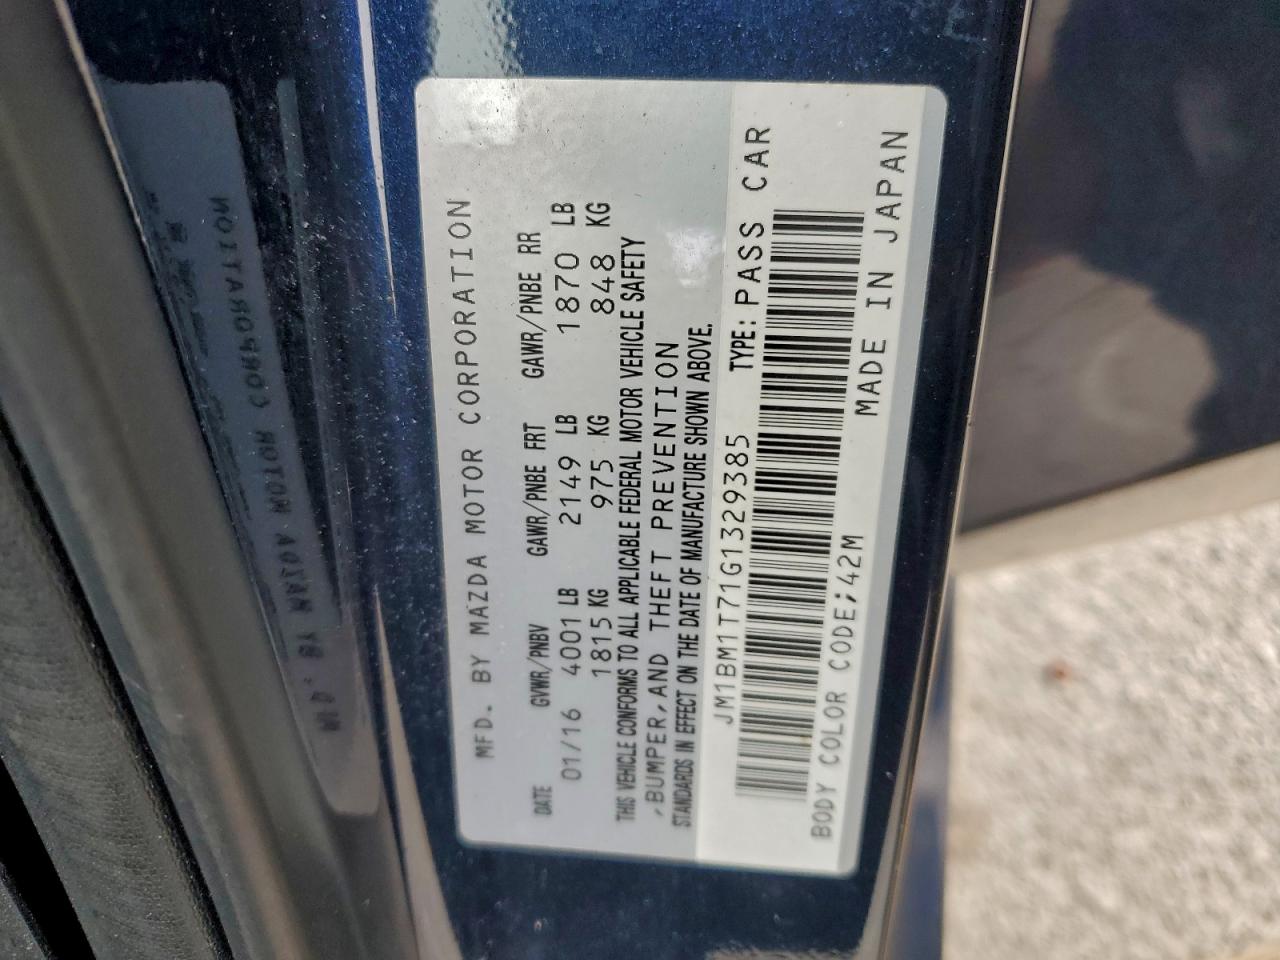 MFD. BY MAZDA MOTOR CORPORATION
DATE GVWR/PNBV GAWR/PNBE FRT GAWR/PNBE RR
01/16 4001 LB 2149 LB 1870 LB
1815 KG 975 KG 848 KG
THIS VEHICLE CONFORMS TO ALL APPLICABLE FEDERAL MOTOR VEHICLE SAFETY
,BUMPER,AND THEFT PREVENTION
STANDARDS IN EFFECT ON THE DATE OF MANUFACTURE SHOWN ABOVE.
JM1BM1T71G1329385 TYPE:PASS CAR
BODY COLOR CODE;42M MADE IN JAPAN